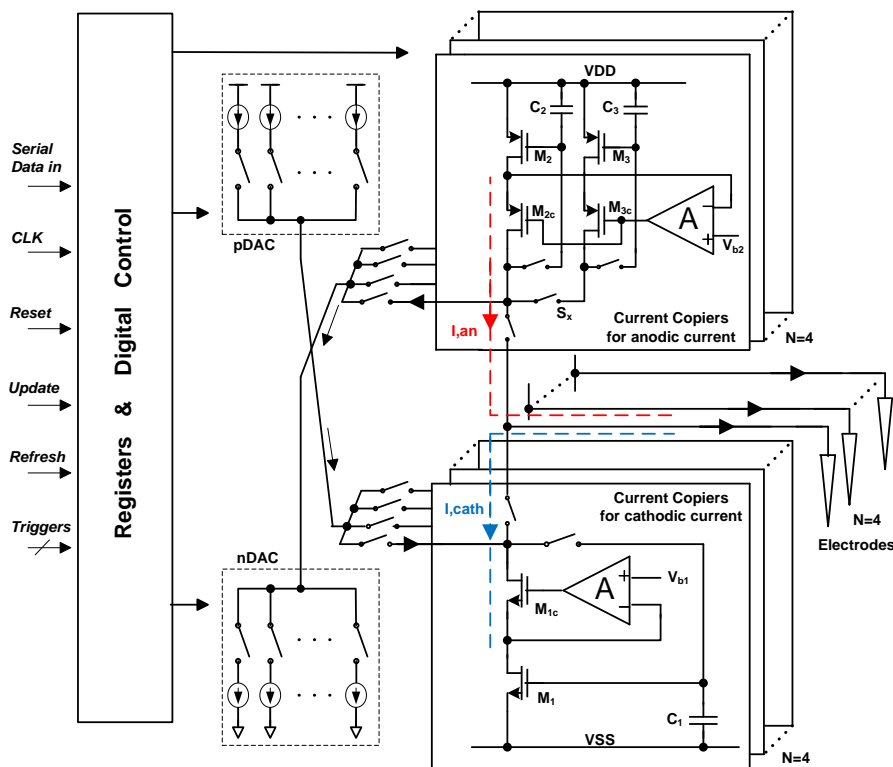 Serial
Data in
CLK
Reset
Update
Refresh
Triggers
Registers & Digital Control
pDAC
nDAC
VDD
C2
C3
M2
M3
M2c
M3c
A
Vb2
Sx
I,an
Current Copiers
for anodic current
N=4
I,cath
Current Copiers
for cathodic current
N=4
Electrodes
A
Vb1
M1c
M1
C1
VSS
N=4